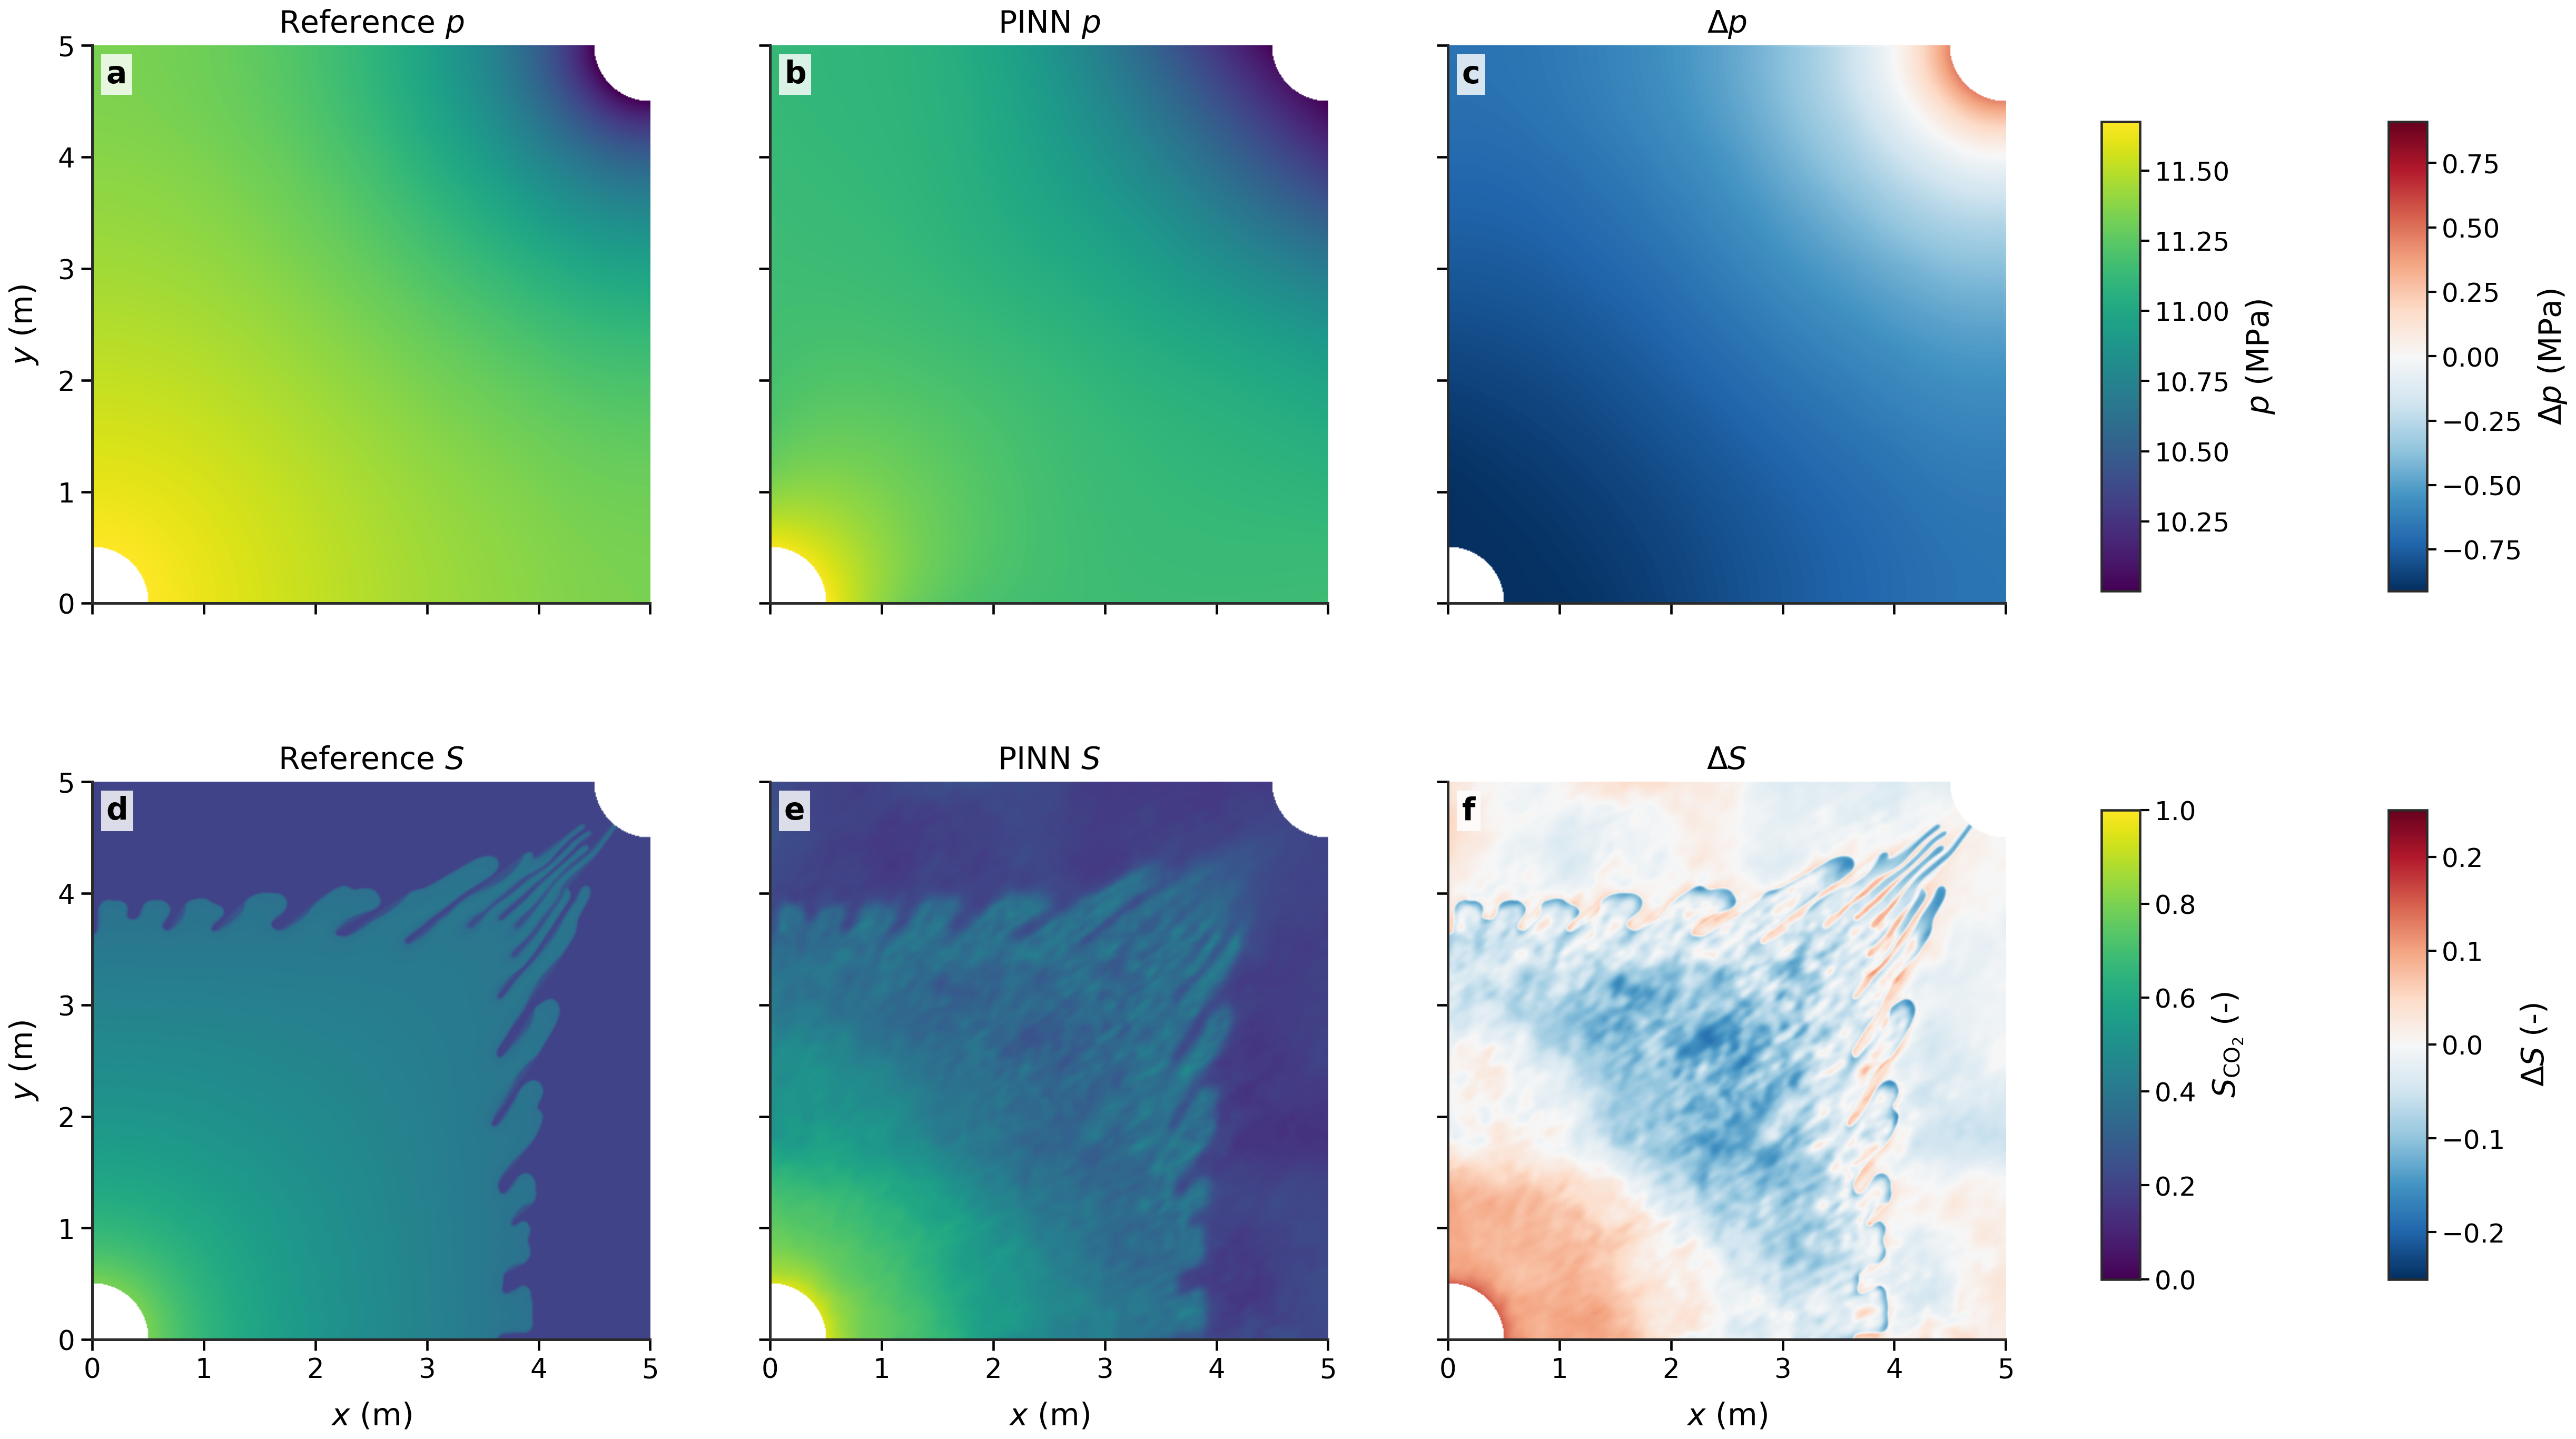 Reference p
PINN p
Δp
a
b
c
5
4
3
2
1
0
y (m)
11.50
11.25
11.00
10.75
10.50
10.25
p (MPa)
0.75
0.50
0.25
0.00
−0.25
−0.50
−0.75
Δp (MPa)
Reference S
PINN S
ΔS
d
e
f
5
4
3
2
1
0
y (m)
0 1 2 3 4 5
x (m)
0 1 2 3 4 5
x (m)
0 1 2 3 4 5
x (m)
1.0
0.8
0.6
0.4
0.2
0.0
S_CO₂ (-)
0.2
0.1
0.0
−0.1
−0.2
ΔS (-)